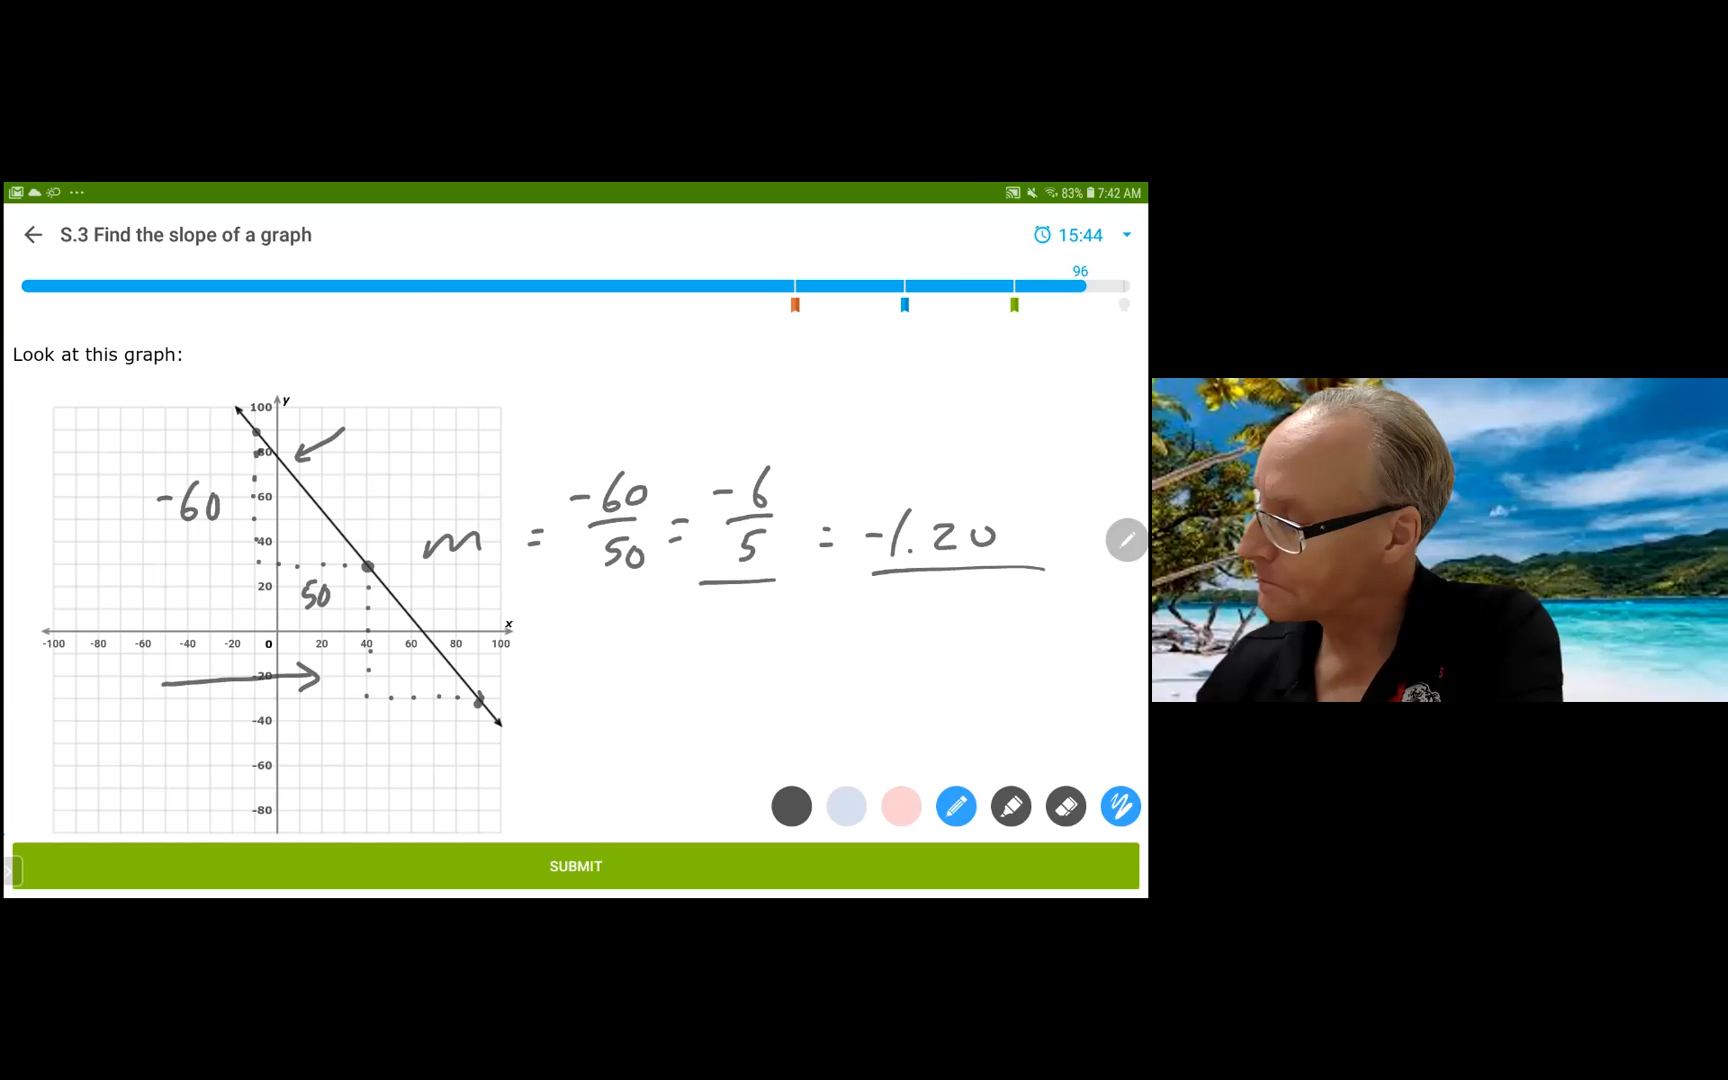 83% 7:42 AM
S.3 Find the slope of a graph
15:44
96
Look at this graph:
y
100
80
60
40
20
x
-100 -80 -60 -40 -20 0 20 40 60 80 100
-20
-40
-60
-80
-60
50
m = -60/50 = -6/5 = -1.20
SUBMIT